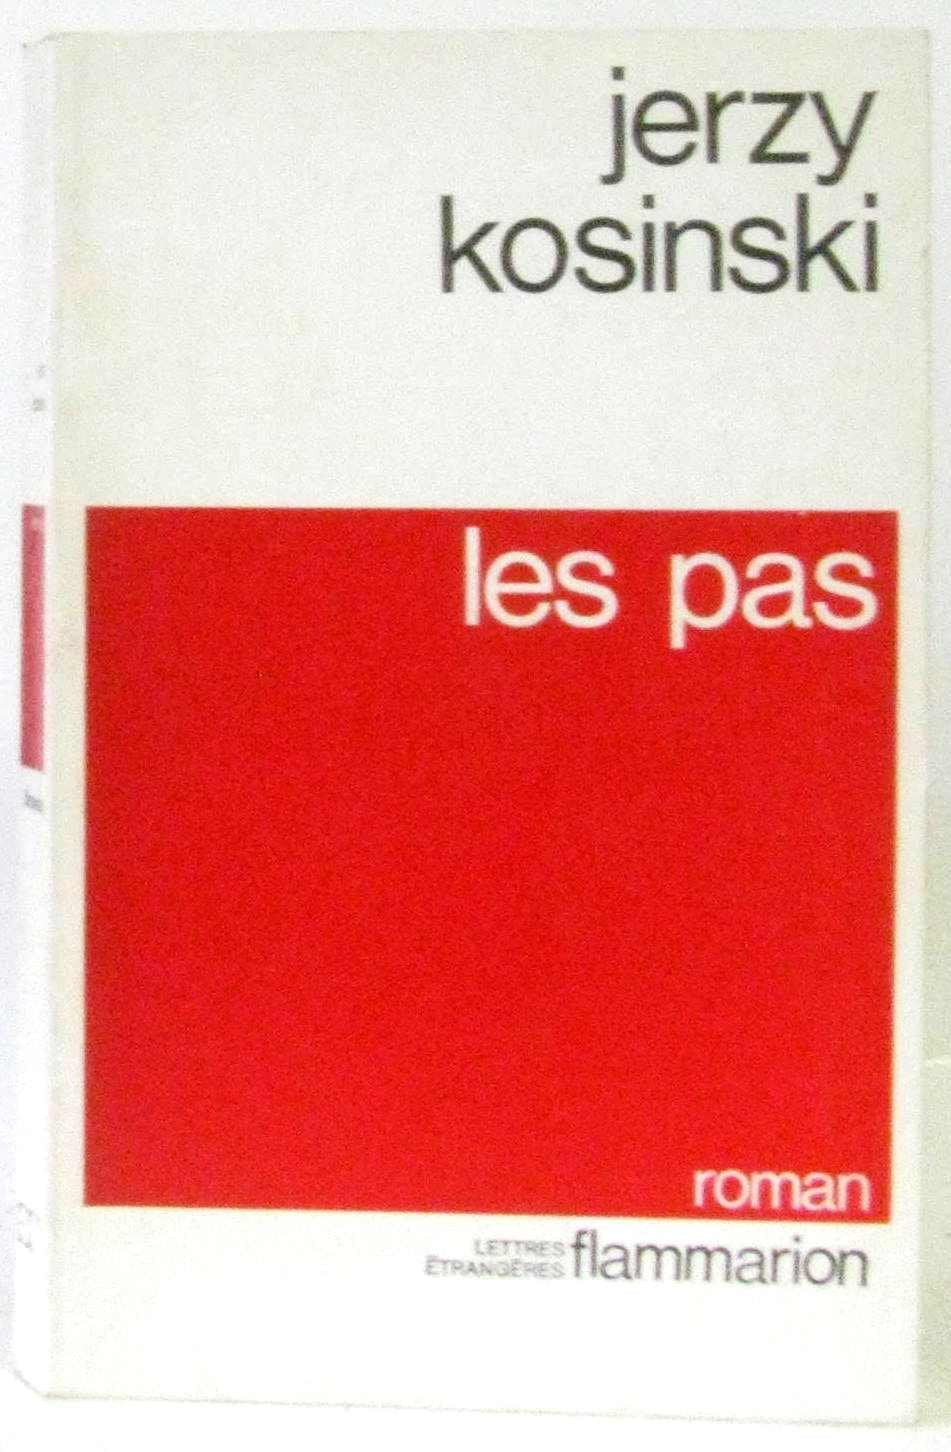 jerzy
kosinski
les pas
roman
LETTRES
ÉTRANGÈRES flammarion